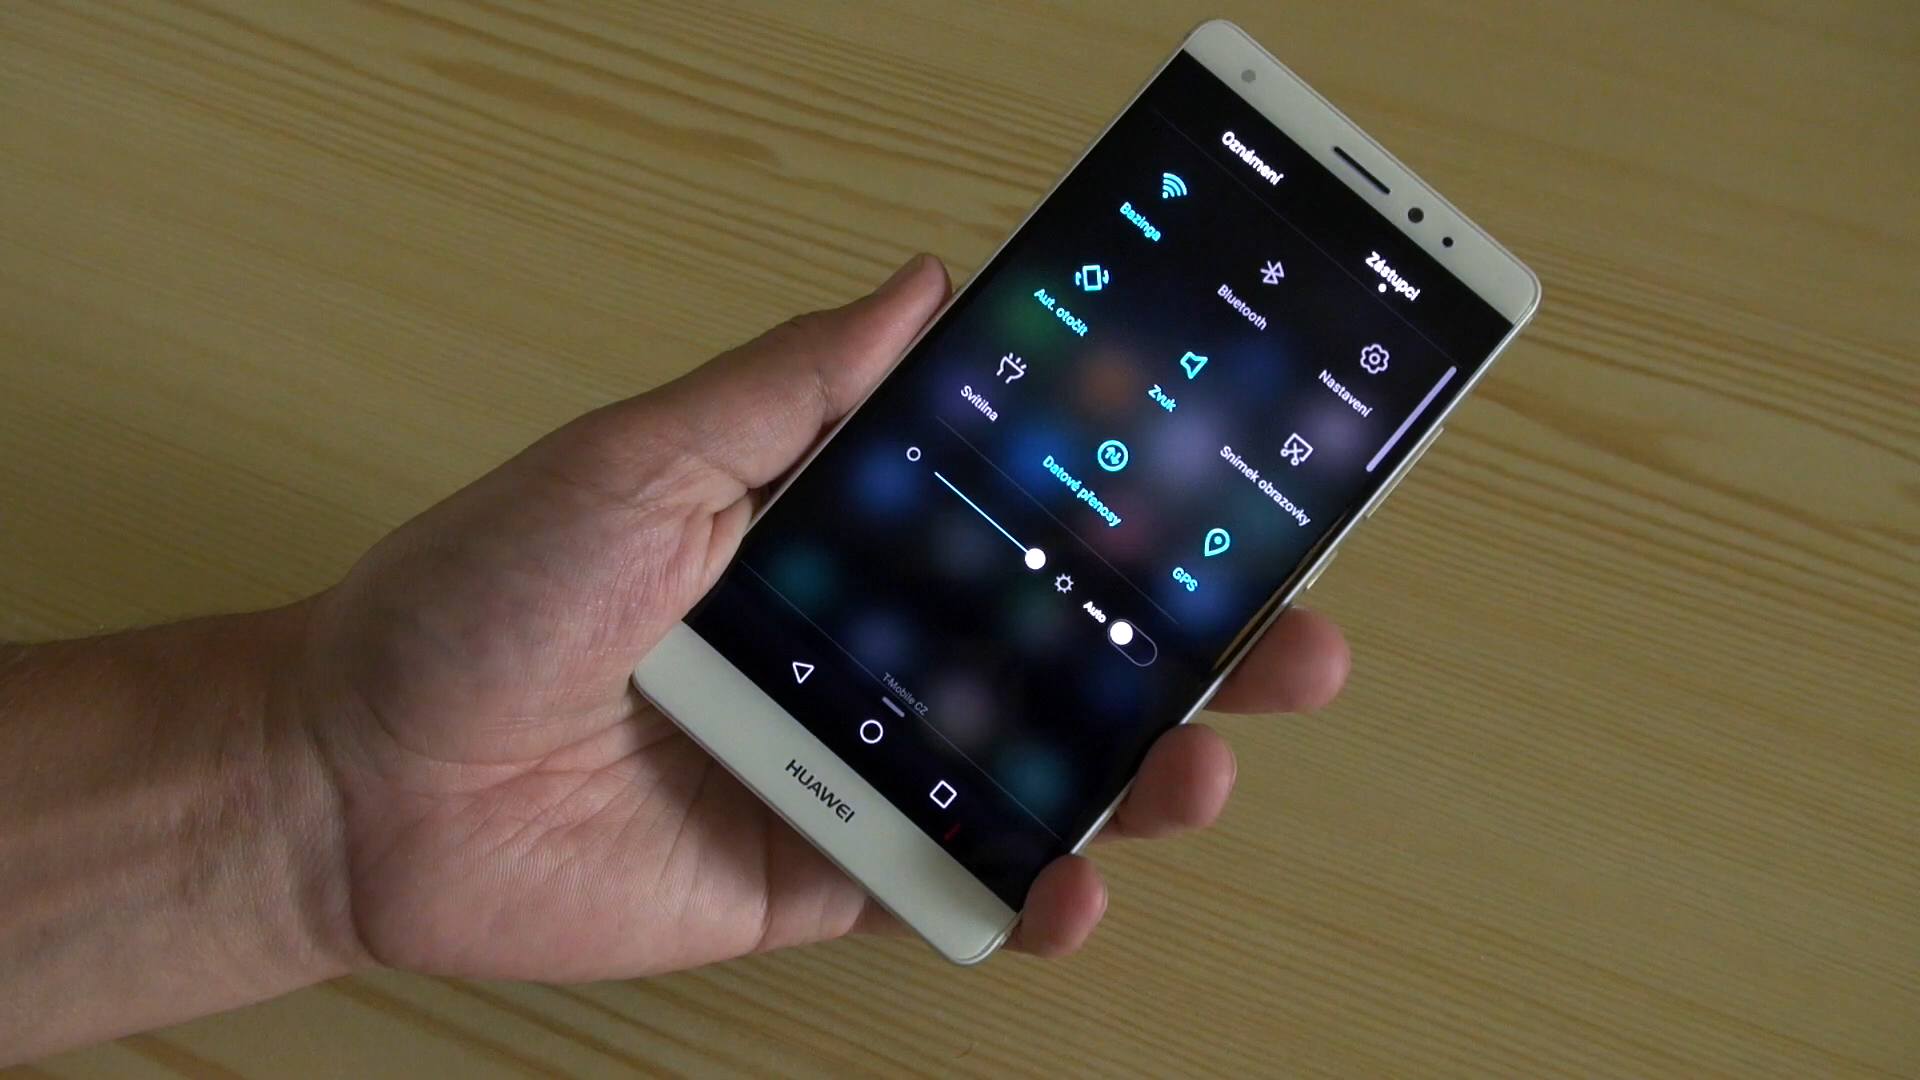 Oznámení
Zástupci
Bazinga
Bluetooth
Nastavení
Aut. otočit
Zvuk
Snímek obrazovky
Svítilna
Datové přenosy
GPS
Auto
T-Mobile CZ
HUAWEI